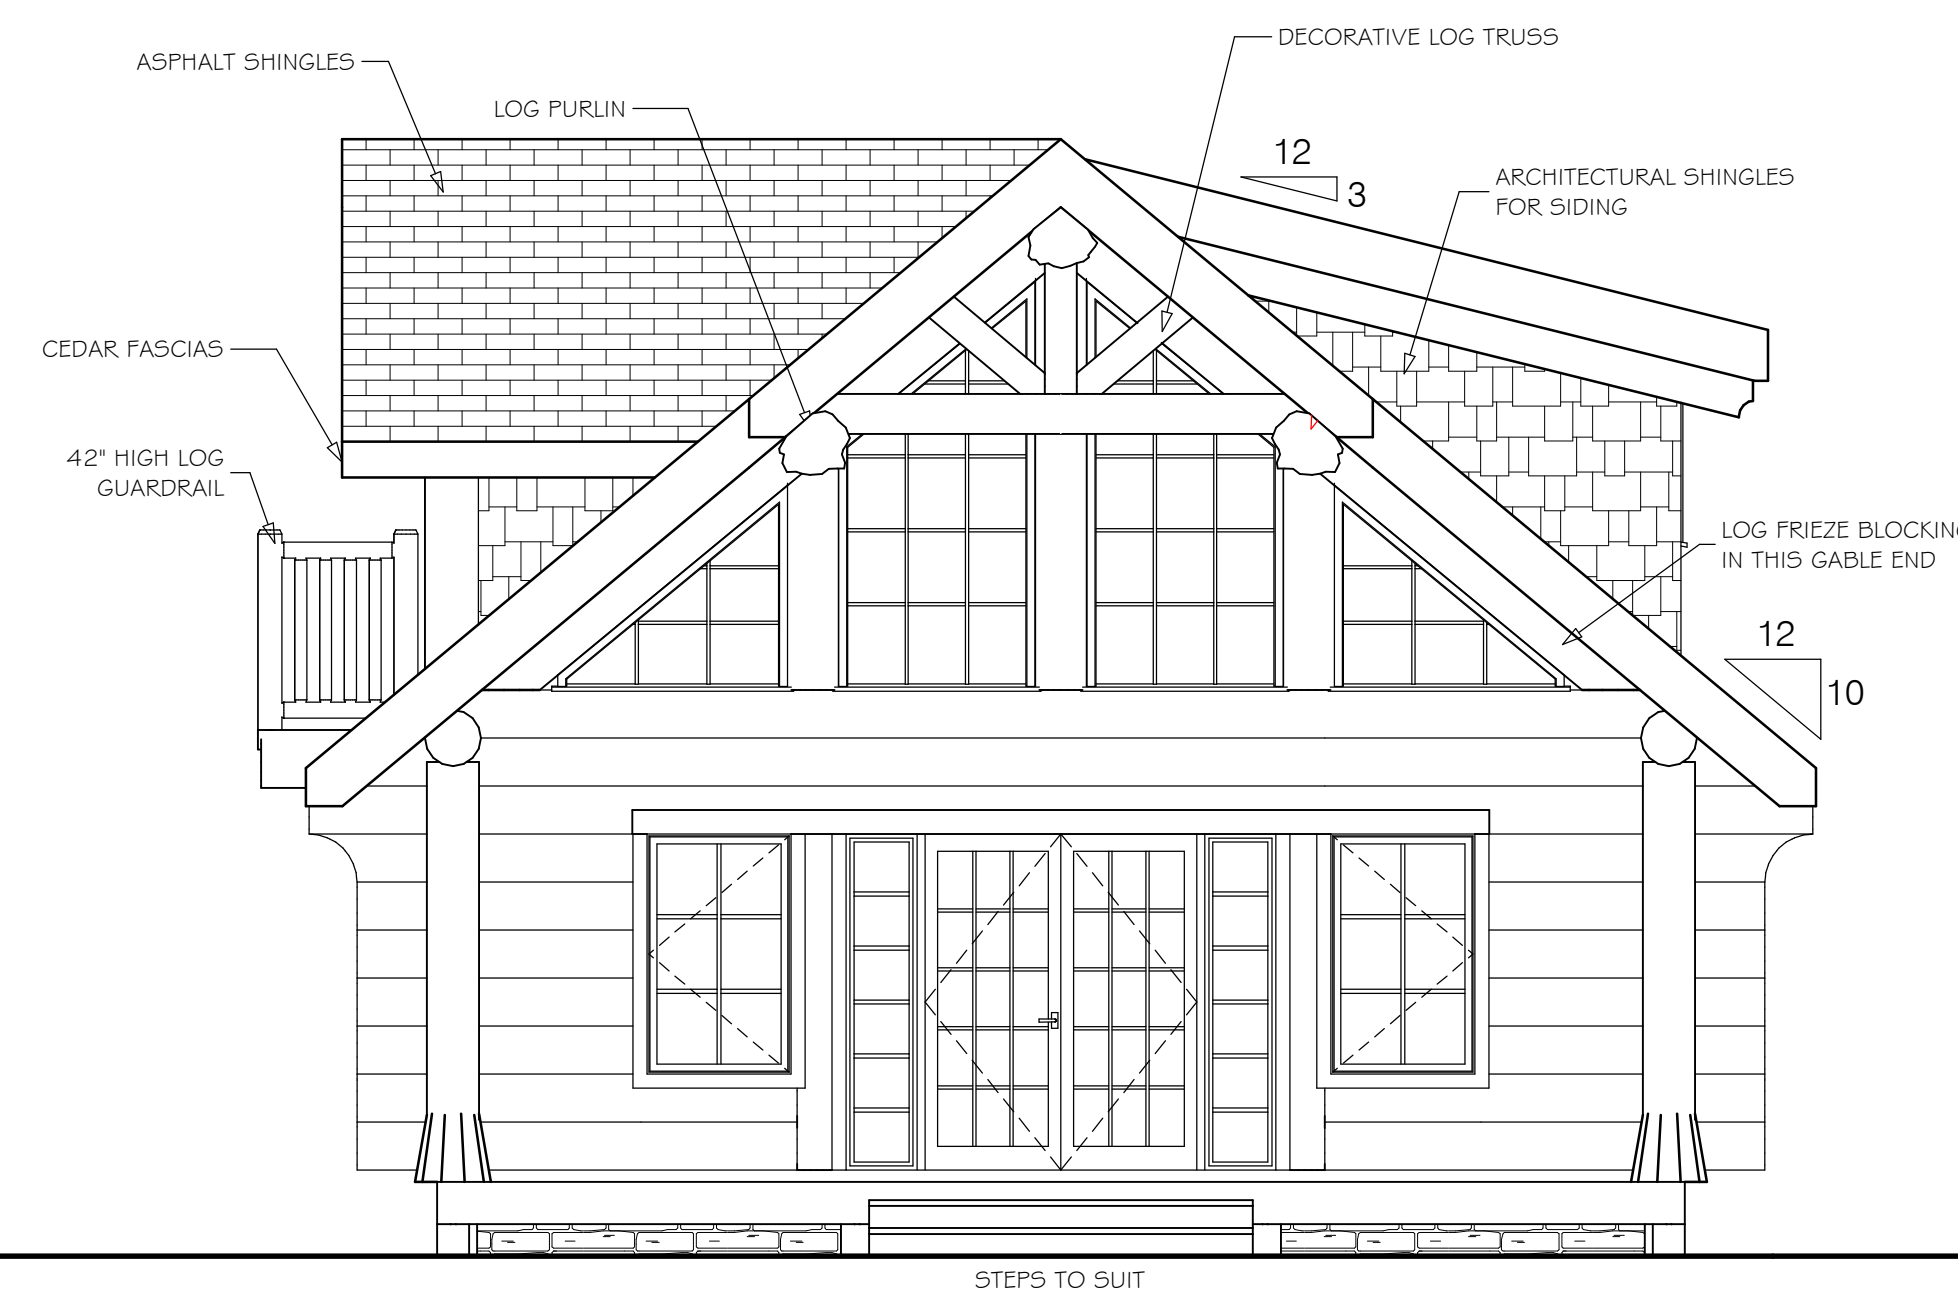 DECORATIVE LOG TRUSS
ASPHALT SHINGLES
LOG PURLIN
12
3
ARCHITECTURAL SHINGLES
FOR SIDING
CEDAR FASCIAS
42" HIGH LOG
GUARDRAIL
LOG FRIEZE BLOCKIN
IN THIS GABLE END
12
10
STEPS TO SUIT